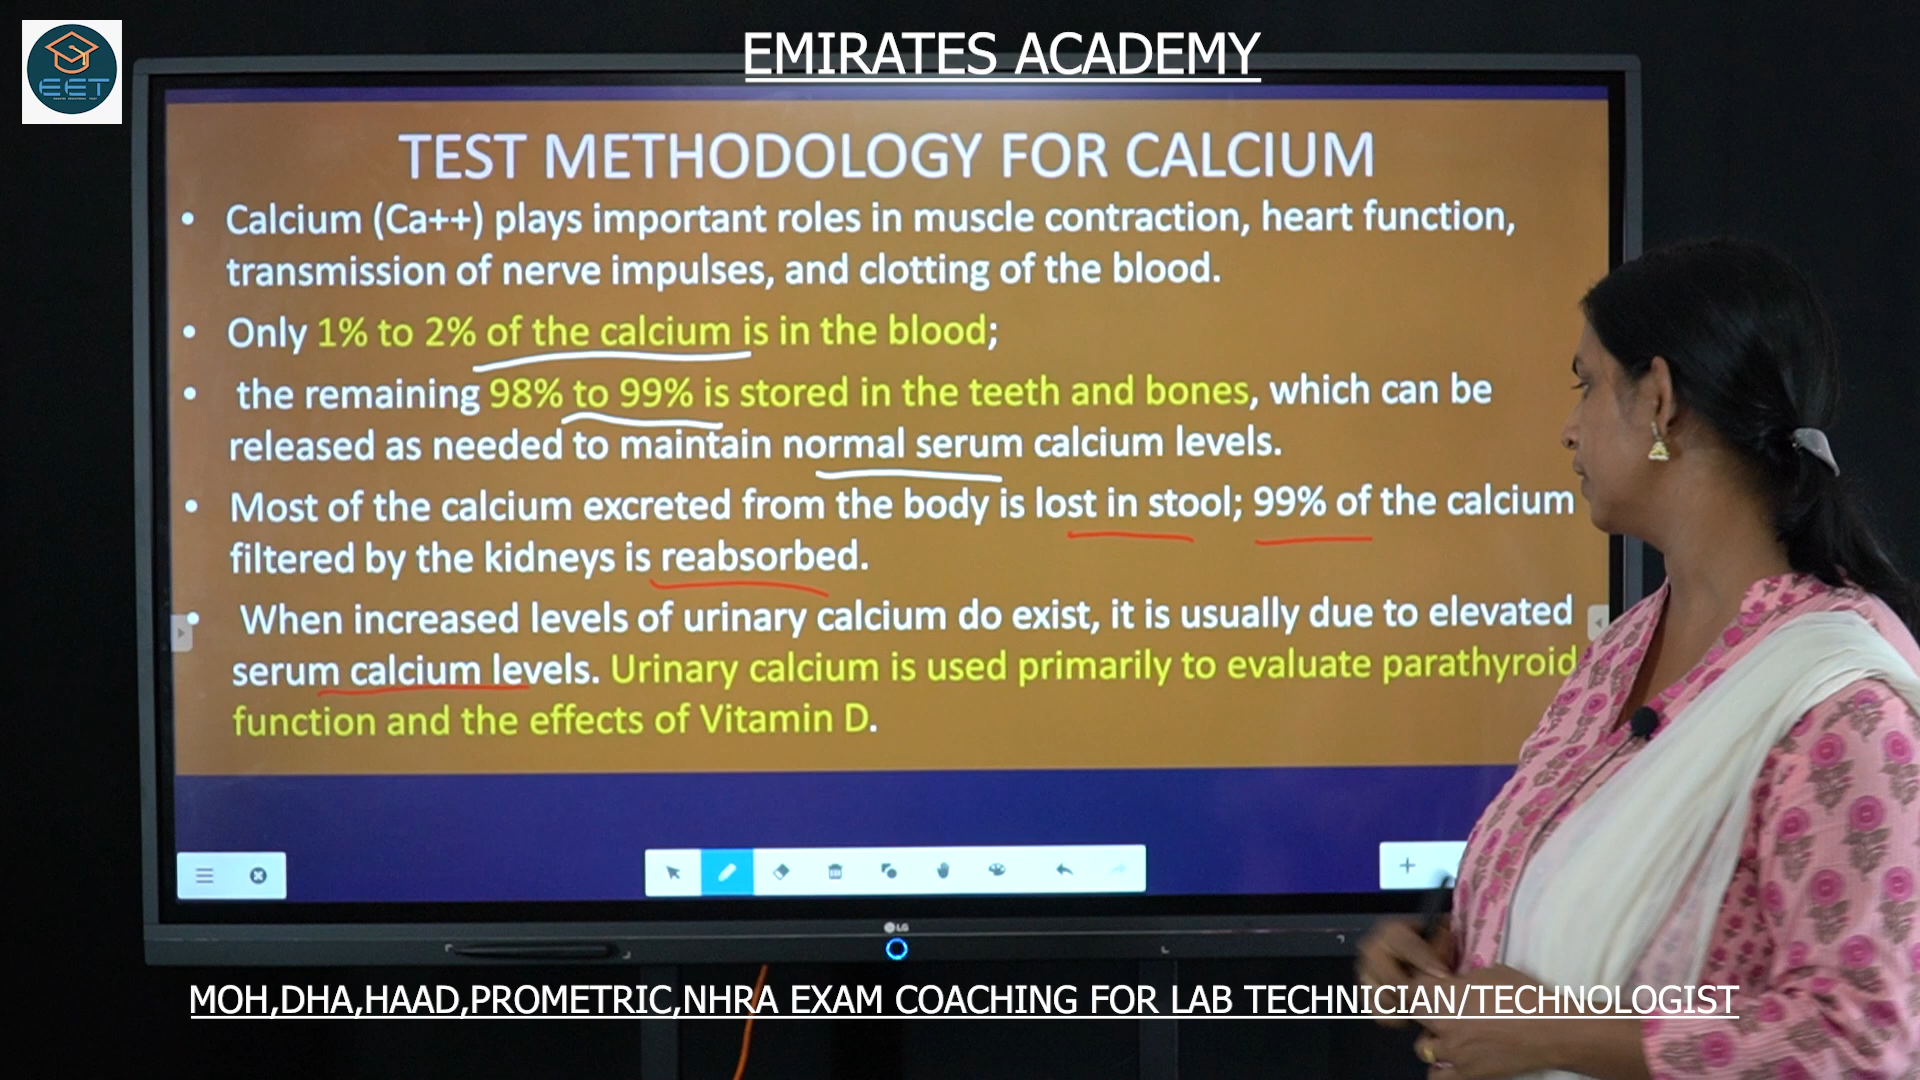 EMIRATES ACADEMY
EET
TEST METHODOLOGY FOR CALCIUM
• Calcium (Ca++) plays important roles in muscle contraction, heart function,
transmission of nerve impulses, and clotting of the blood.
• Only 1% to 2% of the calcium is in the blood;
• the remaining 98% to 99% is stored in the teeth and bones, which can be
released as needed to maintain normal serum calcium levels.
• Most of the calcium excreted from the body is lost in stool; 99% of the calcium
filtered by the kidneys is reabsorbed.
• When increased levels of urinary calcium do exist, it is usually due to elevated
serum calcium levels. Urinary calcium is used primarily to evaluate parathyroid
function and the effects of Vitamin D.
LG
MOH,DHA,HAAD,PROMETRIC,NHRA EXAM COACHING FOR LAB TECHNICIAN/TECHNOLOGIST